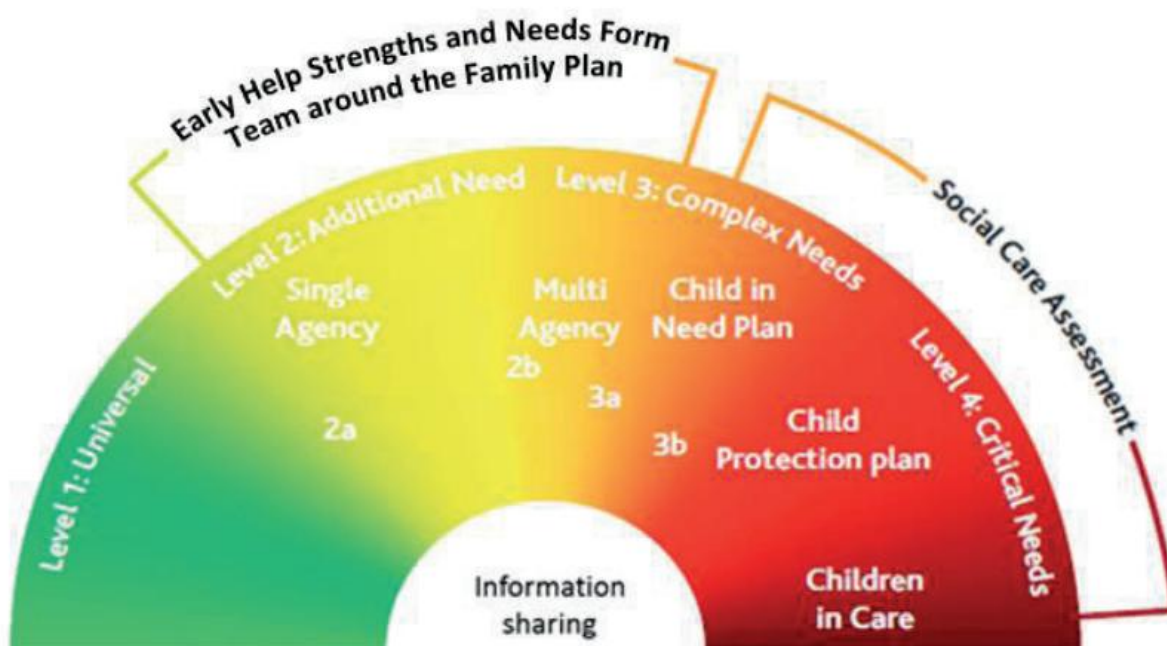 Early Help Strengths and Needs Form
Team around the Family Plan
Social Care Assessment
Level 1: Universal
Level 2: Additional Need
Level 3: Complex Needs
Level 4: Critical Needs
Single
Agency
2a
Multi
Agency
2b
3a
Child in
Need Plan
3b
Child
Protection plan
Children
in Care
Information
sharing